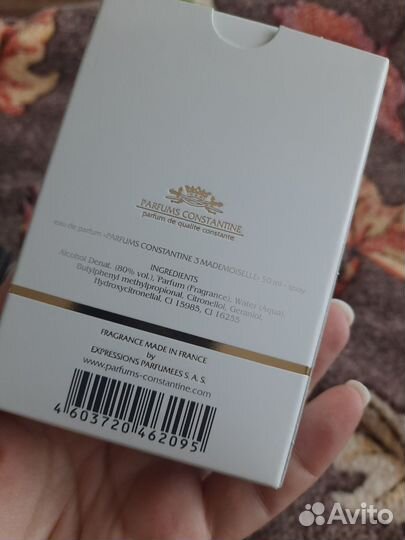 PARFUMS CONSTANTINE
parfum de qualite constante
eau de parfum «PARFUMS CONSTANTINE 3 MADEMOISELLE» 50 ml - spray
INGREDIENTS
Alcohol Denat. (80% vol.), Parfum (Fragrance), Water (Aqua),
Butylphenyl methylpropional, Citronellol, Geraniol,
Hydroxycitronellal, CI 15985, CI 16255
FRAGRANCE MADE IN FRANCE
by
EXPRESSIONS PARFUMEES S. A. S.
www.parfums-constantine.com
4 603720 462095
Avito